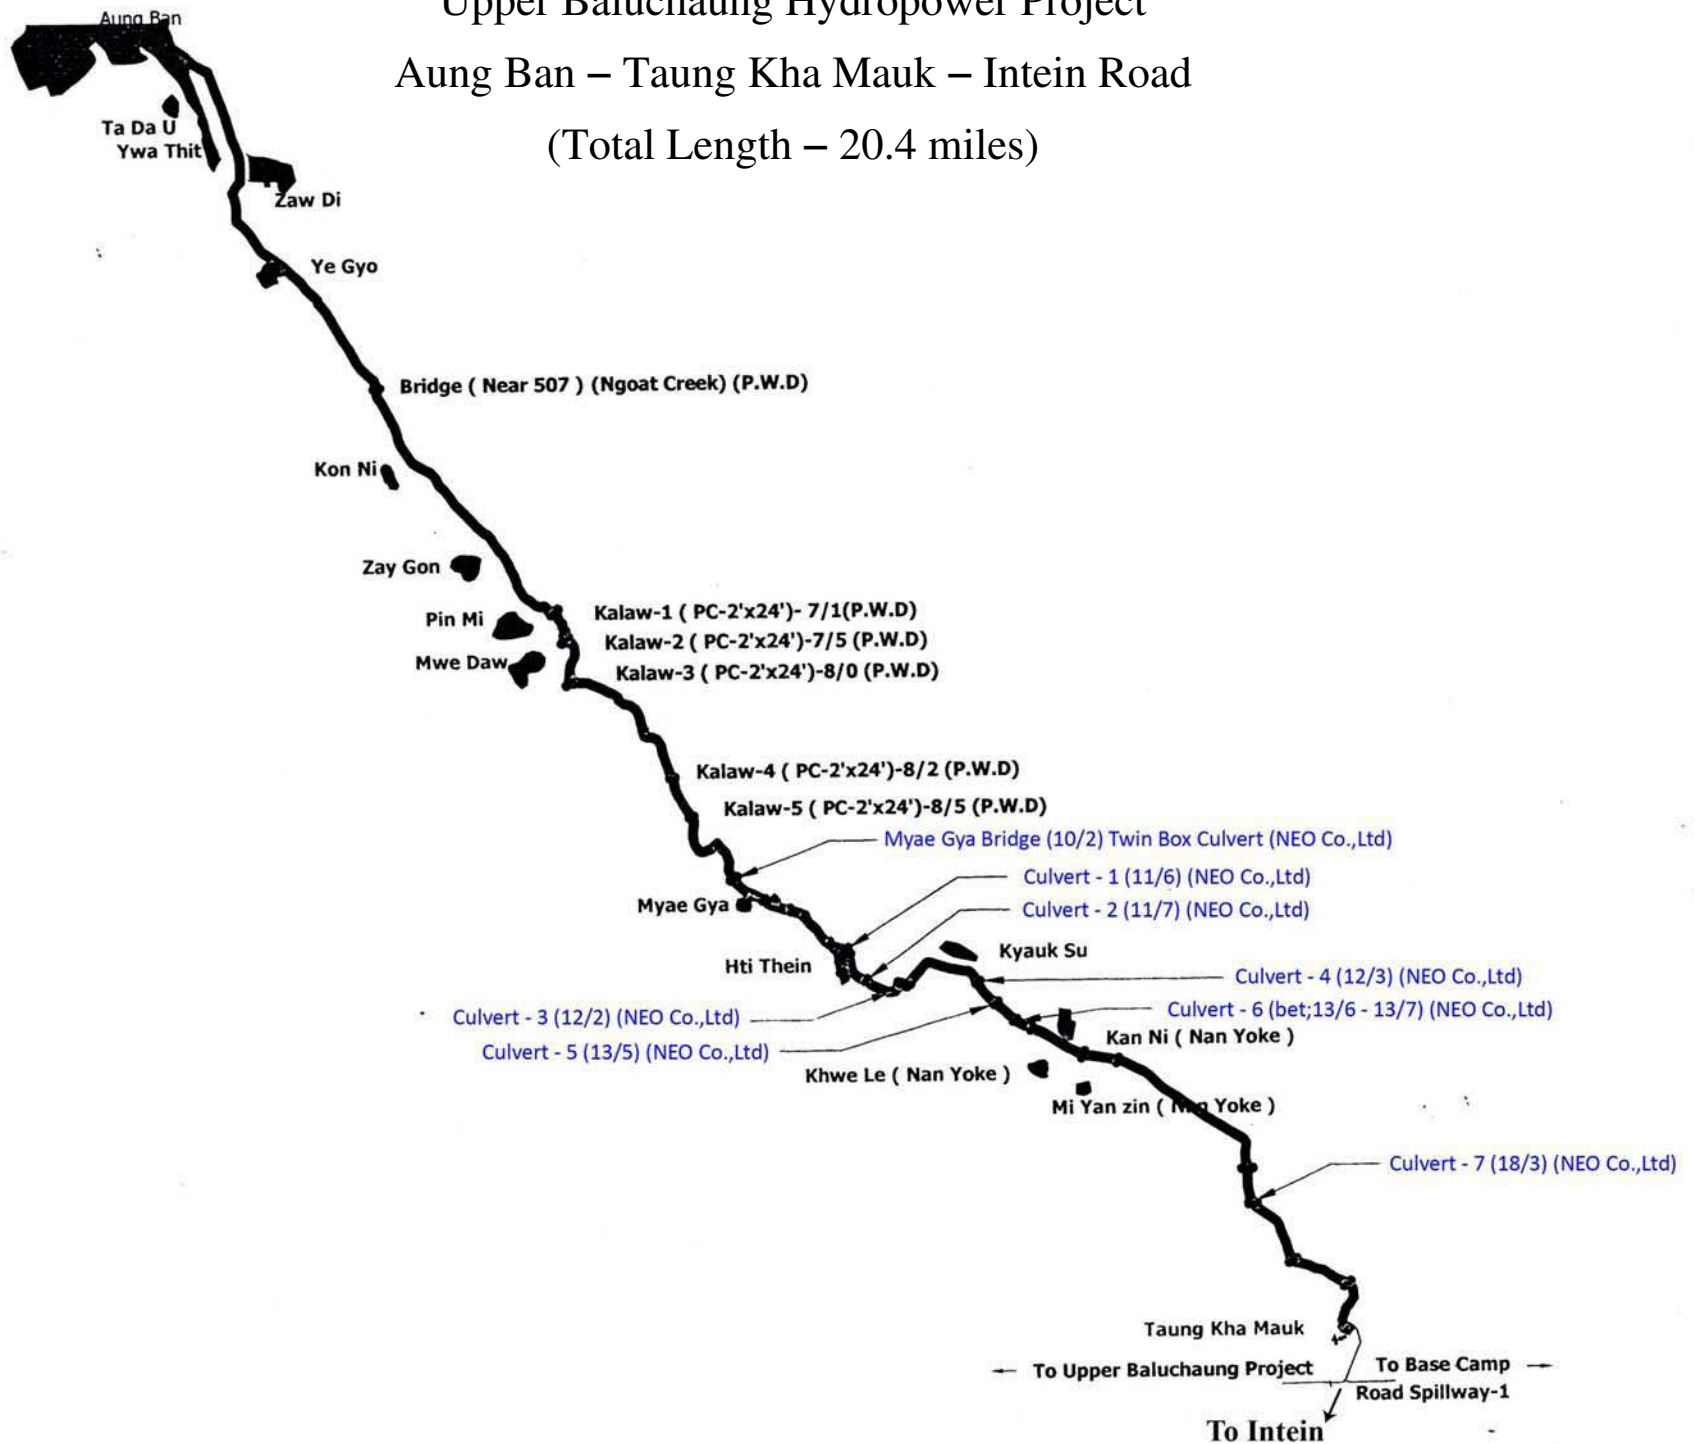 Upper Baluchaung Hydropower Project
Aung Ban – Taung Kha Mauk – Intein Road
(Total Length – 20.4 miles)
Aung Ban
Ta Da U
Ywa Thit
Zaw Di
Ye Gyo
Bridge ( Near 507 ) (Ngoat Creek) (P.W.D)
Kon Ni
Zay Gon
Pin Mi
Kalaw-1 ( PC-2'x24')- 7/1(P.W.D)
Kalaw-2 ( PC-2'x24')-7/5 (P.W.D)
Mwe Daw
Kalaw-3 ( PC-2'x24')-8/0 (P.W.D)
Kalaw-4 ( PC-2'x24')-8/2 (P.W.D)
Kalaw-5 ( PC-2'x24')-8/5 (P.W.D)
Myae Gya Bridge (10/2) Twin Box Culvert (NEO Co.,Ltd)
Culvert - 1 (11/6) (NEO Co.,Ltd)
Myae Gya
Culvert - 2 (11/7) (NEO Co.,Ltd)
Kyauk Su
Hti Thein
Culvert - 4 (12/3) (NEO Co.,Ltd)
Culvert - 3 (12/2) (NEO Co.,Ltd)
Culvert - 6 (bet;13/6 - 13/7) (NEO Co.,Ltd)
Kan Ni ( Nan Yoke )
Culvert - 5 (13/5) (NEO Co.,Ltd)
Khwe Le ( Nan Yoke )
Mi Yan zin ( Nan Yoke )
Culvert - 7 (18/3) (NEO Co.,Ltd)
Taung Kha Mauk
To Upper Baluchaung Project
To Base Camp
Road Spillway-1
To Intein